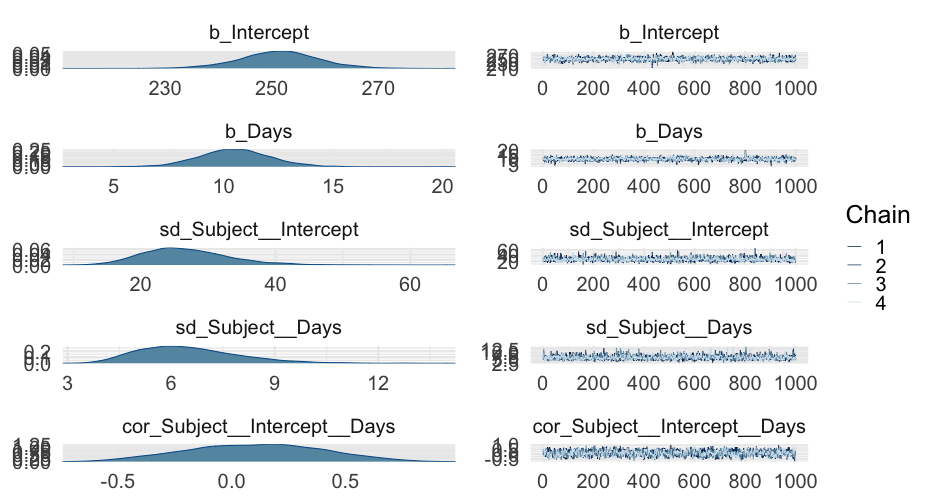 b_Intercept
b_Intercept
230 250 270
0 200 400 600 800 1000
b_Days
b_Days
5 10 15 20
0 200 400 600 800 1000
sd_Subject__Intercept
sd_Subject__Intercept
20 40 60
0 200 400 600 800 1000
sd_Subject__Days
sd_Subject__Days
3 6 9 12
0 200 400 600 800 1000
cor_Subject__Intercept__Days
cor_Subject__Intercept__Days
-0.5 0.0 0.5
0 200 400 600 800 1000
Chain
1
2
3
4